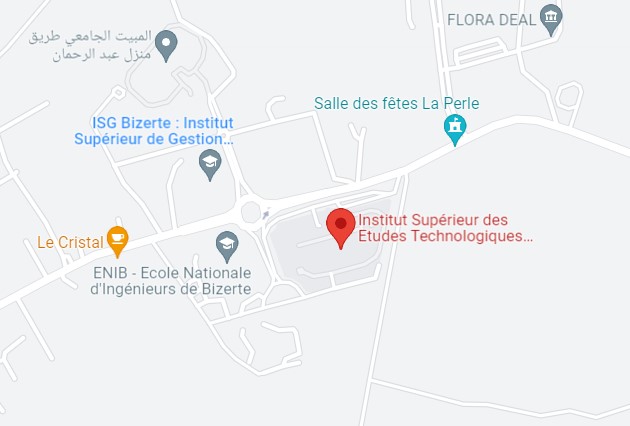 FLORA DEAL
المبيت الجامعي طريق
منزل عبد الرحمان
Salle des fêtes La Perle
ISG Bizerte : Institut
Supérieur de Gestion...
Institut Supérieur des
Etudes Technologiques...
Le Cristal
ENIB - Ecole Nationale
d'Ingénieurs de Bizerte